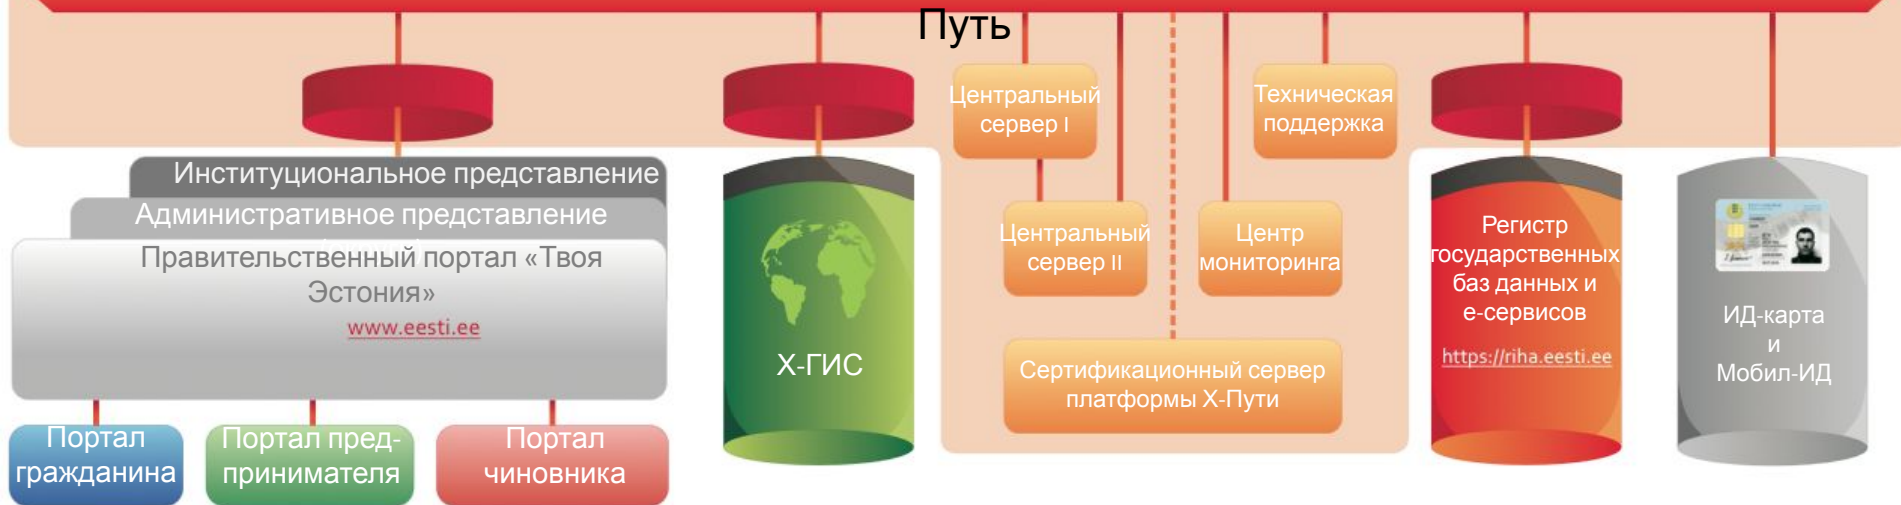 Путь
Центральный
сервер I
Техническая
поддержка
Институциональное представление
Административное представление
Правительственный портал «Твоя
Эстония»
www.eesti.ee
Портал
гражданина
Портал пред-
принимателя
Портал
чиновника
Х-ГИС
Центральный
сервер II
Центр
мониторинга
Сертификационный сервер
платформы Х-Пути
Регистр
государственных
баз данных и
е-сервисов
https://riha.eesti.ee
ИД-карта
и
Мобил-ИД